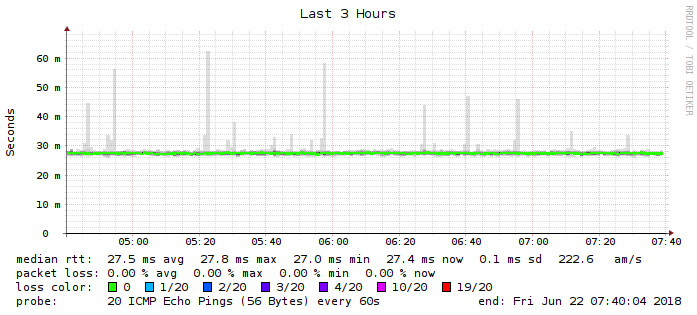 Last 3 Hours
RRDTOOL / TOBI OETIKER
Seconds
60 m
50 m
40 m
30 m
20 m
10 m
0
05:00 05:20 05:40 06:00 06:20 06:40 07:00 07:20 07:40
median rtt: 27.5 ms avg 27.8 ms max 27.0 ms min 27.4 ms now 0.1 ms sd 222.6 am/s
packet loss: 0.00 % avg 0.00 % max 0.00 % min 0.00 % now
loss color: 0 1/20 2/20 3/20 4/20 10/20 19/20
probe: 20 ICMP Echo Pings (56 Bytes) every 60s end: Fri Jun 22 07:40:04 2018